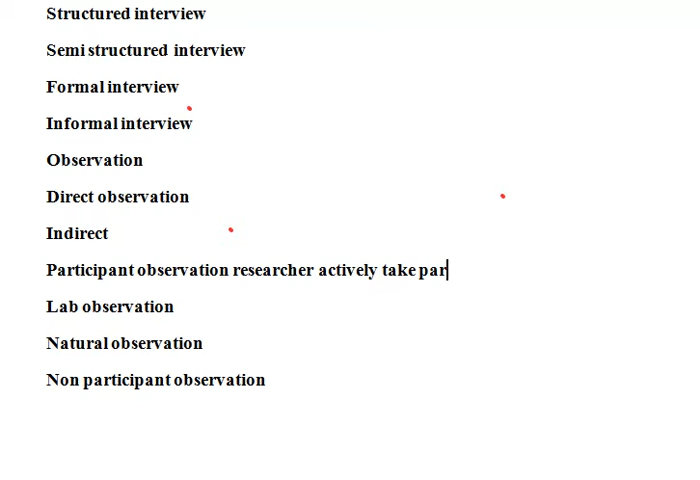 Structured interview
Semi structured interview
Formal interview
Informal interview
Observation
Direct observation
Indirect
Participant observation researcher actively take par
Lab observation
Natural observation
Non participant observation